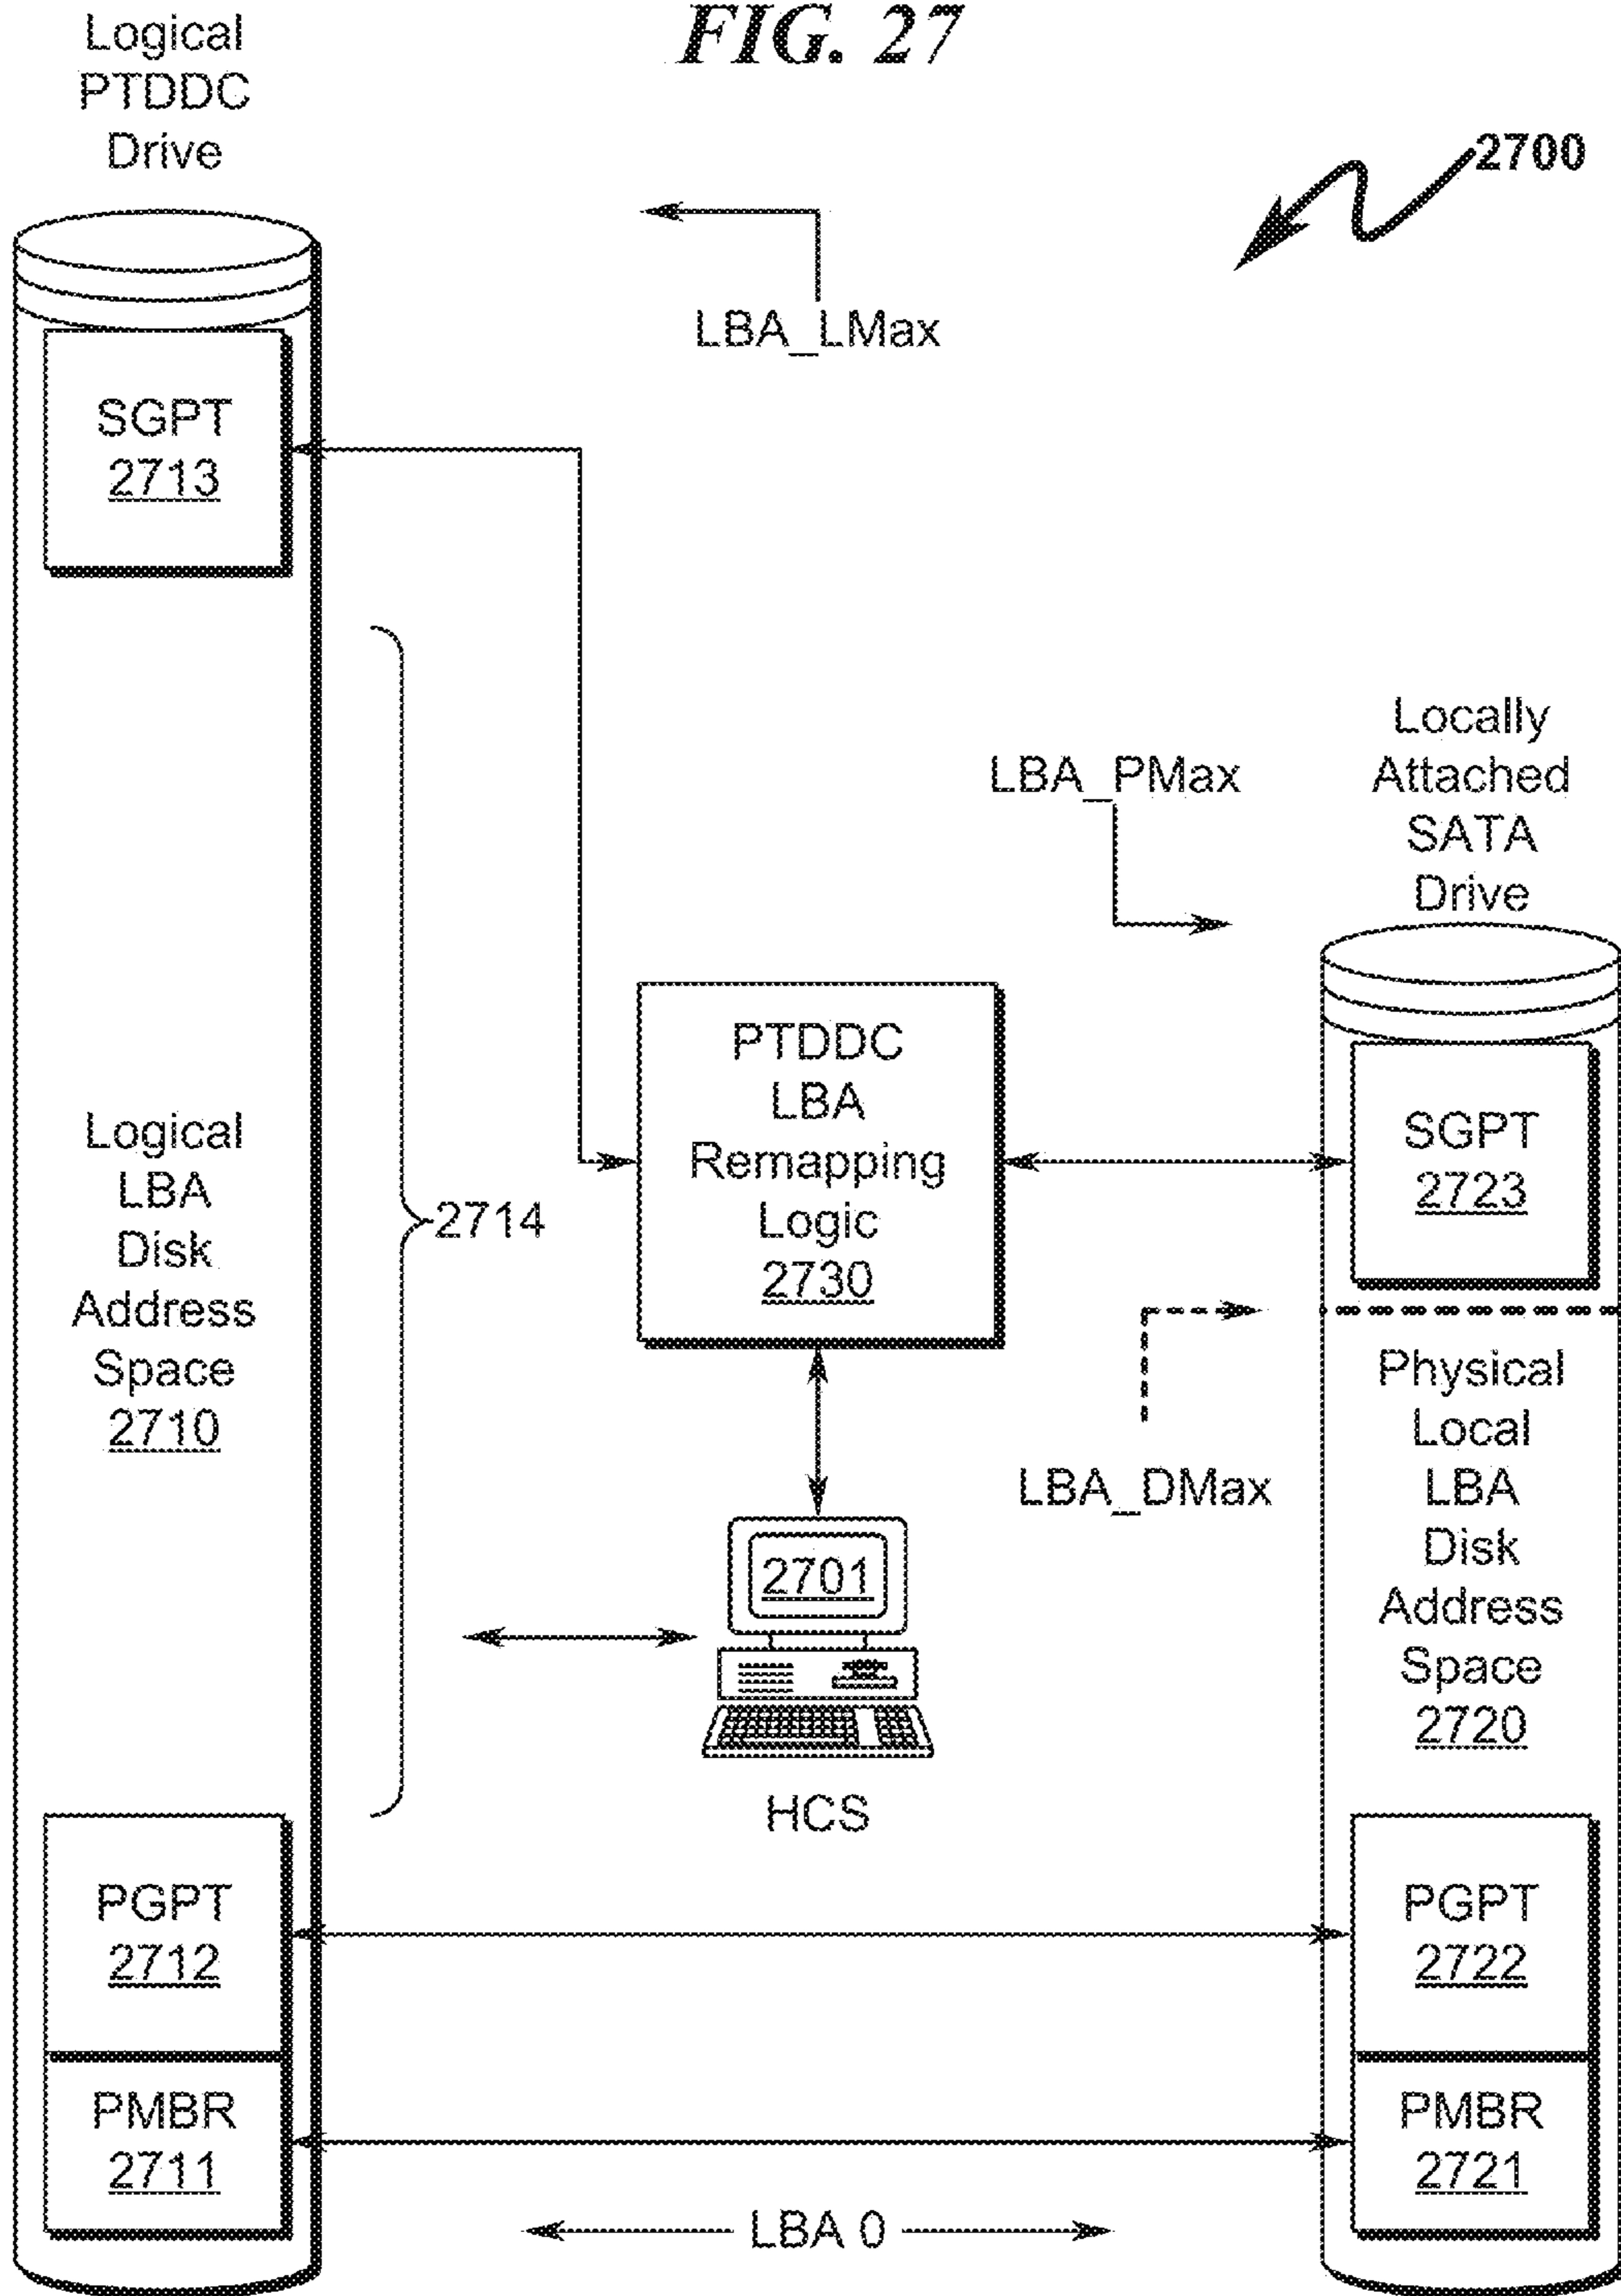 FIG. 27
Logical
PTDDC
Drive
2700
LBA_LMax
SGPT
2713
Locally
Attached
SATA
Drive
LBA_PMax
PTDDC
LBA
Remapping
Logic
2730
SGPT
2723
Logical
LBA
Disk
Address
Space
2710
2714
LBA_DMax
Physical
Local
LBA
Disk
Address
Space
2720
2701
HCS
PGPT
2712
PGPT
2722
PMBR
2711
PMBR
2721
LBA 0